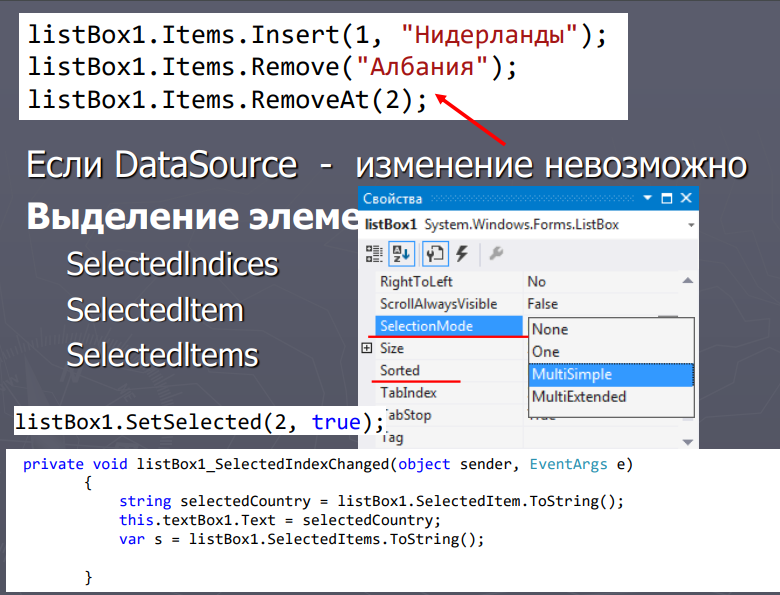 listBox1.Items.Insert(1, "Нидерланды");
listBox1.Items.Remove("Албания");
listBox1.Items.RemoveAt(2);
Если DataSource - изменение невозможно
Выделение элеме
SelectedIndices
SelectedItem
SelectedItems
Свойства
listBox1 System.Windows.Forms.ListBox
RightToLeft No
ScrollAlwaysVisible False
SelectionMode
None
Size
One
Sorted
MultiSimple
TabIndex
MultiExtended
TabStop
Tag
listBox1.SetSelected(2, true);
private void listBox1_SelectedIndexChanged(object sender, EventArgs e)
{
string selectedCountry = listBox1.SelectedItem.ToString();
this.textBox1.Text = selectedCountry;
var s = listBox1.SelectedItems.ToString();
}